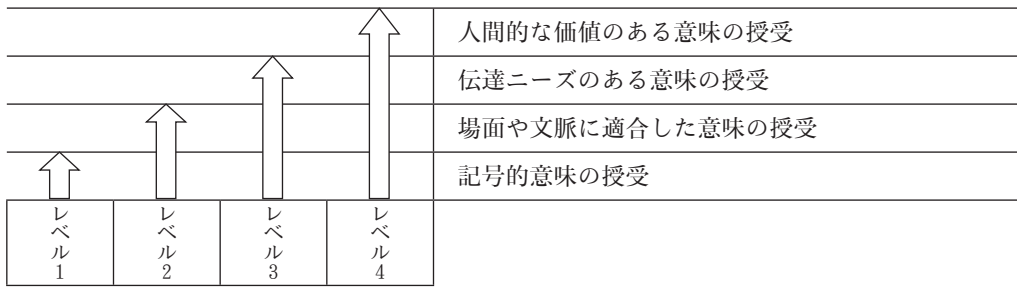 人間的な価値のある意味の授受
伝達ニーズのある意味の授受
場面や文脈に適合した意味の授受
記号的意味の授受
レベル1
レベル2
レベル3
レベル4